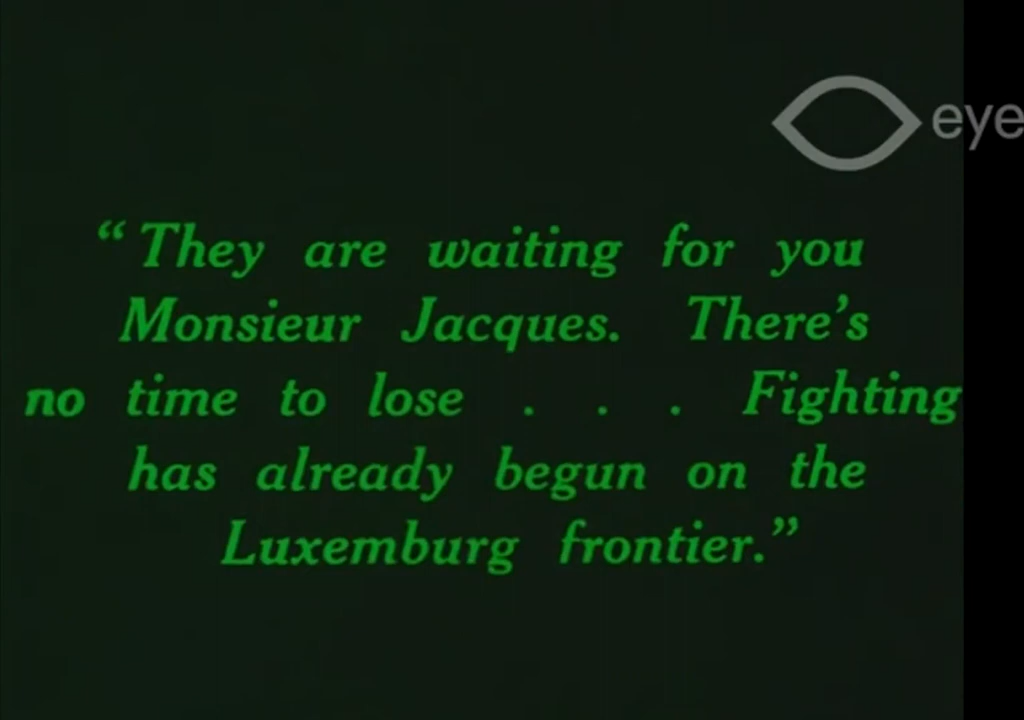 eye
“They are waiting for you
Monsieur Jacques. There’s
no time to lose . . . Fighting
has already begun on the
Luxemburg frontier.”